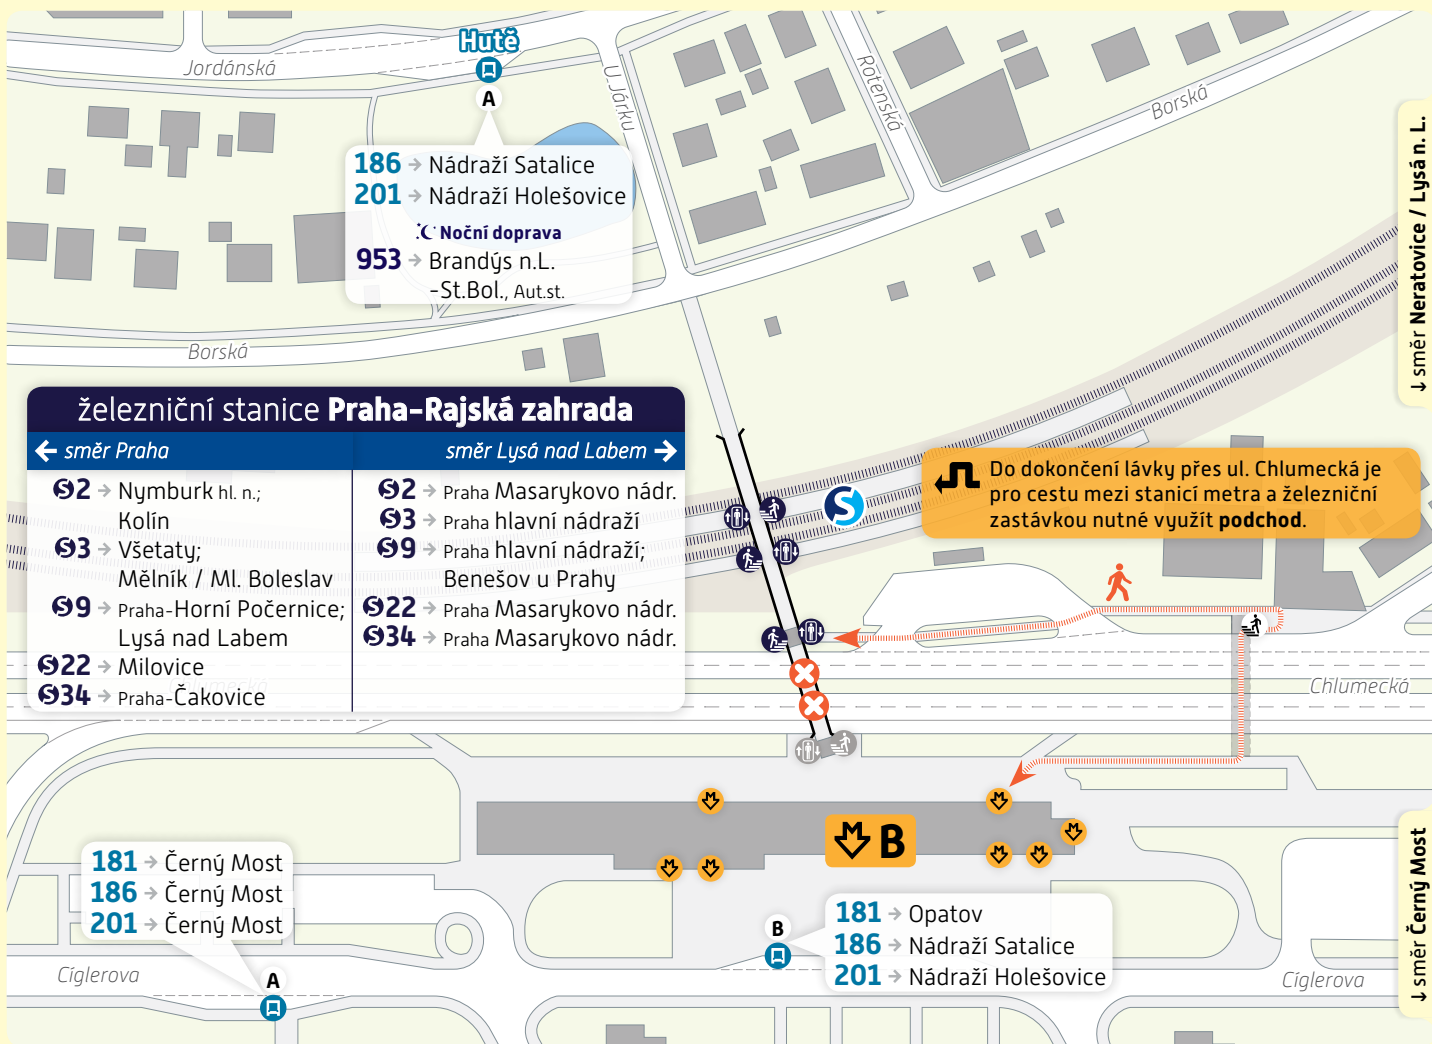 Hutě
Jordánská
A
U Járku
Rotenská
Borská
186 → Nádraží Satalice
201 → Nádraží Holešovice
Noční doprava
953 → Brandýs n.L.
-St.Bol., Aut.st.
↓ směr Neratovice / Lysá n. L.
Borská
železniční stanice Praha-Rajská zahrada
← směr Praha
S2 → Nymburk hl. n.;
Kolín
S3 → Všetaty;
Mělník / Ml. Boleslav
S9 → Praha-Horní Počernice;
Lysá nad Labem
S22 → Milovice
S34 → Praha-Čakovice
směr Lysá nad Labem →
S2 → Praha Masarykovo nádr.
S3 → Praha hlavní nádraží
S9 → Praha hlavní nádraží;
Benešov u Prahy
S22 → Praha Masarykovo nádr.
S34 → Praha Masarykovo nádr.
S
Do dokončení lávky přes ul. Chlumecká je
pro cestu mezi stanicí metra a železniční
zastávkou nutné využít podchod.
Chlumecká
B
181 → Černý Most
186 → Černý Most
201 → Černý Most
A
B
181 → Opatov
186 → Nádraží Satalice
201 → Nádraží Holešovice
Cíglerova
Cíglerova
↓ směr Černý Most